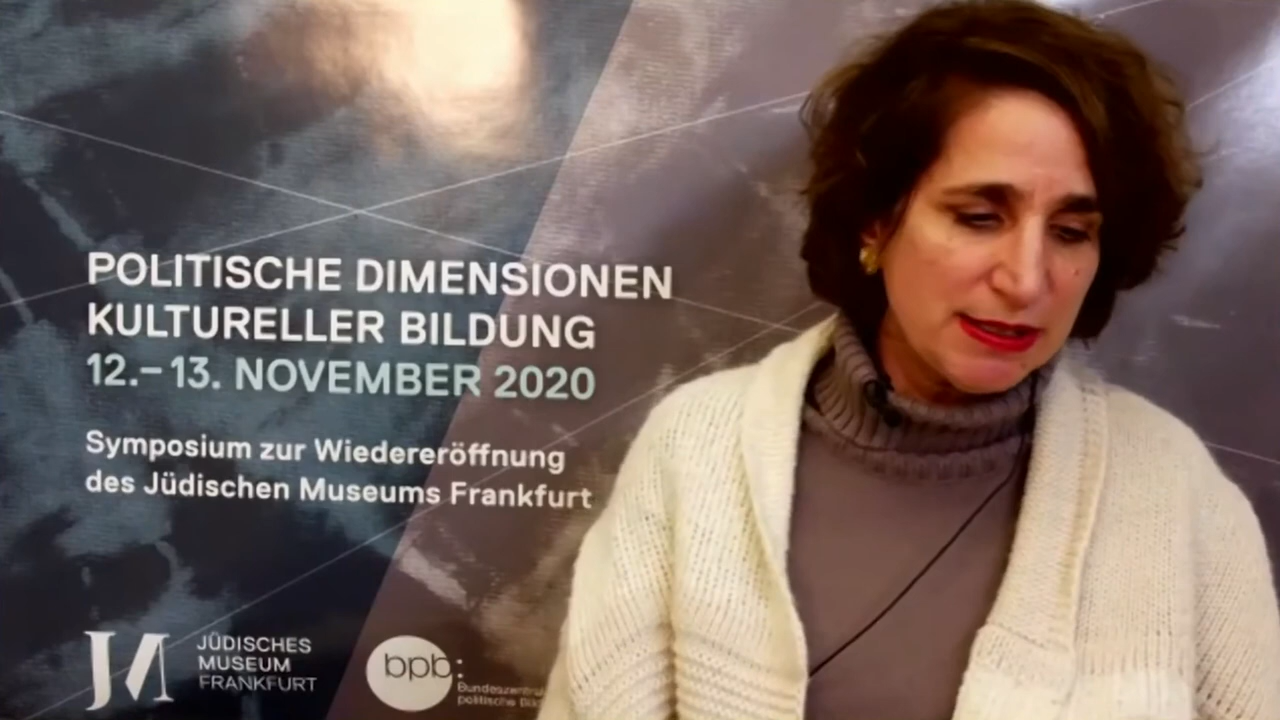 POLITISCHE DIMENSIONEN
KULTURELLER BILDUNG
12.–13. NOVEMBER 2020
Symposium zur Wiedereröffnung
des Jüdischen Museums Frankfurt
JÜDISCHES
MUSEUM
FRANKFURT
bpb: